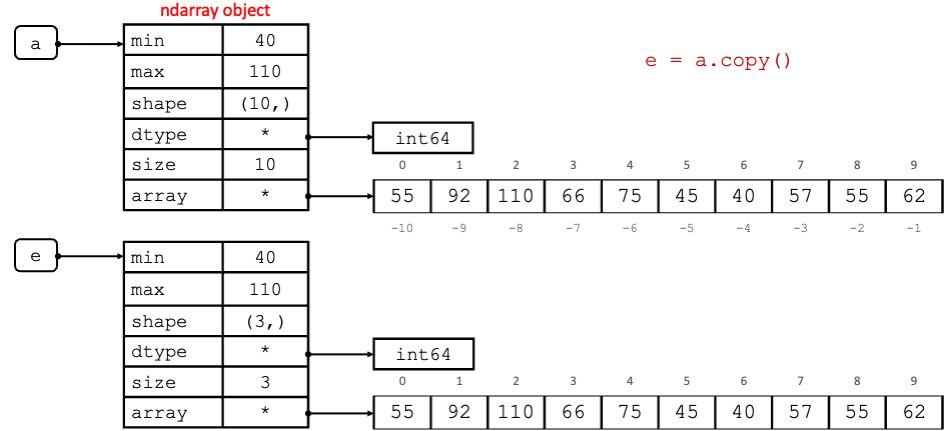 ndarray object
a
min 40
e = a.copy()
max 110
shape (10,)
dtype * int64
size 10
0 1 2 3 4 5 6 7 8 9
array * 55 92 110 66 75 45 40 57 55 62
-10 -9 -8 -7 -6 -5 -4 -3 -2 -1
e
min 40
max 110
shape (3,)
dtype * int64
size 3
0 1 2 3 4 5 6 7 8 9
array * 55 92 110 66 75 45 40 57 55 62